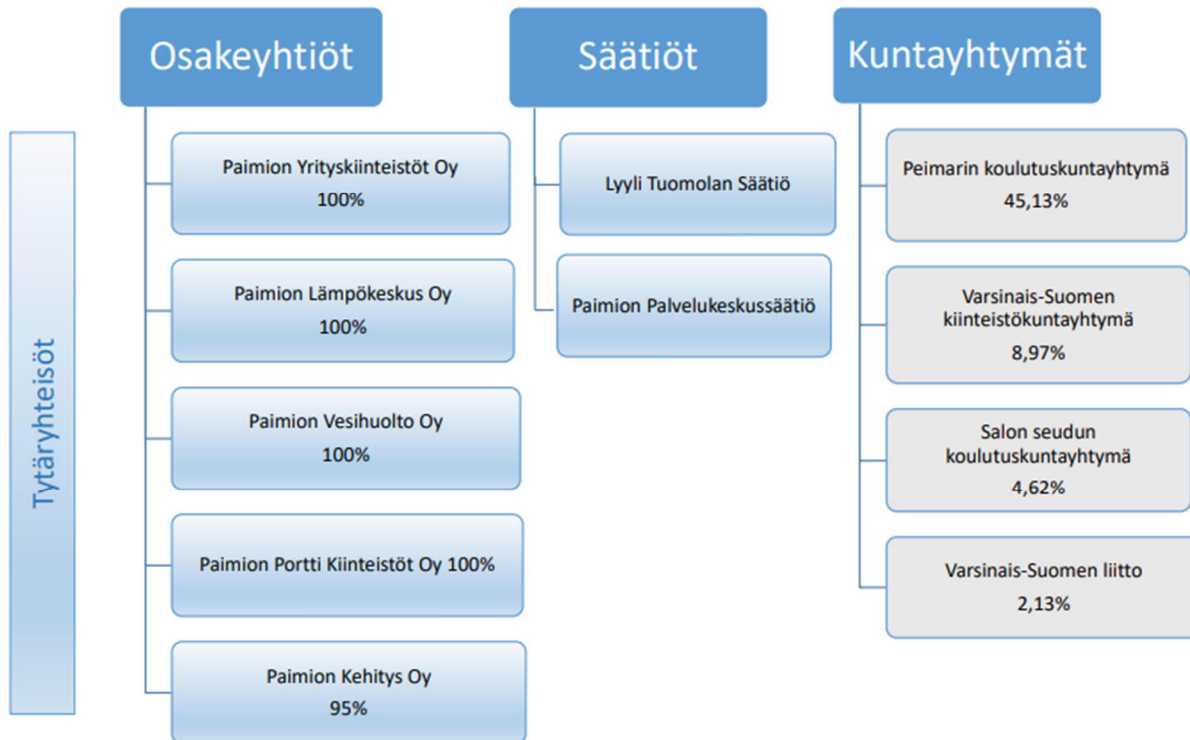 Osakeyhtiöt
Säätiöt
Kuntayhtymät
Tytäryhteisöt
Paimion Yrityskiinteistöt Oy
100%
Paimion Lämpökeskus Oy
100%
Paimion Vesihuolto Oy
100%
Paimion Portti Kiinteistöt Oy 100%
Paimion Kehitys Oy
95%
Lyyli Tuomolan Säätiö
Paimion Palvelukeskussäätiö
Peimarin koulutuskuntayhtymä
45,13%
Varsinais-Suomen
kiinteistökuntayhtymä
8,97%
Salon seudun
koulutuskuntayhtymä
4,62%
Varsinais-Suomen liitto
2,13%